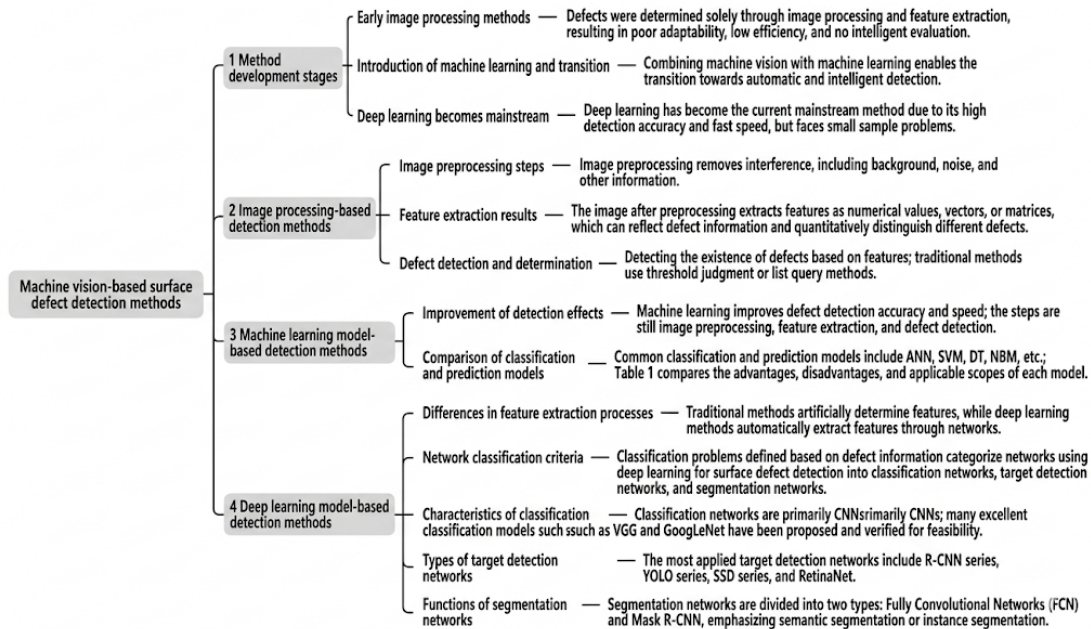 Machine vision-based surface
defect detection methods
1 Method
development stages
Early image processing methods
Defects were determined solely through image processing and feature extraction,
resulting in poor adaptability, low efficiency, and no intelligent evaluation.
Introduction of machine learning and transition
Combining machine vision with machine learning enables the
transition towards automatic and intelligent detection.
Deep learning becomes mainstream
Deep learning has become the current mainstream method due to its high
detection accuracy and fast speed, but faces small sample problems.
2 Image processing-based
detection methods
Image preprocessing steps
Image preprocessing removes interference, including background, noise, and
other information.
Feature extraction results
The image after preprocessing extracts features as numerical values, vectors, or matrices,
which can reflect defect information and quantitatively distinguish different defects.
Defect detection and determination
Detecting the existence of defects based on features; traditional methods
use threshold judgment or list query methods.
3 Machine learning model-
based detection methods
Improvement of detection effects
Machine learning improves defect detection accuracy and speed; the steps are
still image preprocessing, feature extraction, and defect detection.
Comparison of classification
and prediction models
Common classification and prediction models include ANN, SVM, DT, NBM, etc.;
Table 1 compares the advantages, disadvantages, and applicable scopes of each model.
4 Deep learning model-based
detection methods
Differences in feature extraction processes
Traditional methods artificially determine features, while deep learning
methods automatically extract features through networks.
Network classification criteria
Classification problems defined based on defect information categorize networks using
deep learning for surface defect detection into classification networks, target detection
networks, and segmentation networks.
Characteristics of classification
Classification networks are primarily CNNsrimarily CNNs; many excellent
classification models such ssuch as VGG and GoogLeNet have been proposed and verified for feasibility.
Types of target detection
networks
The most applied target detection networks include R-CNN series,
YOLO series, SSD series, and RetinaNet.
Functions of segmentation
networks
Segmentation networks are divided into two types: Fully Convolutional Networks (FCN)
and Mask R-CNN, emphasizing semantic segmentation or instance segmentation.